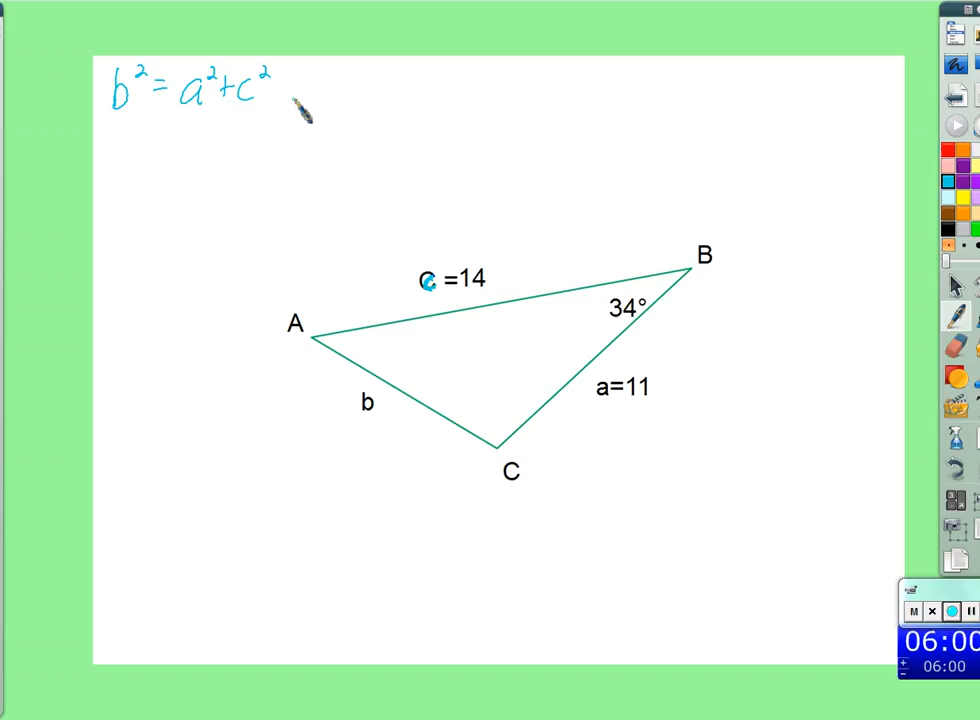 b² = a² + c²
C =14
B
34°
A
a=11
b
C
M
06:00
06:00